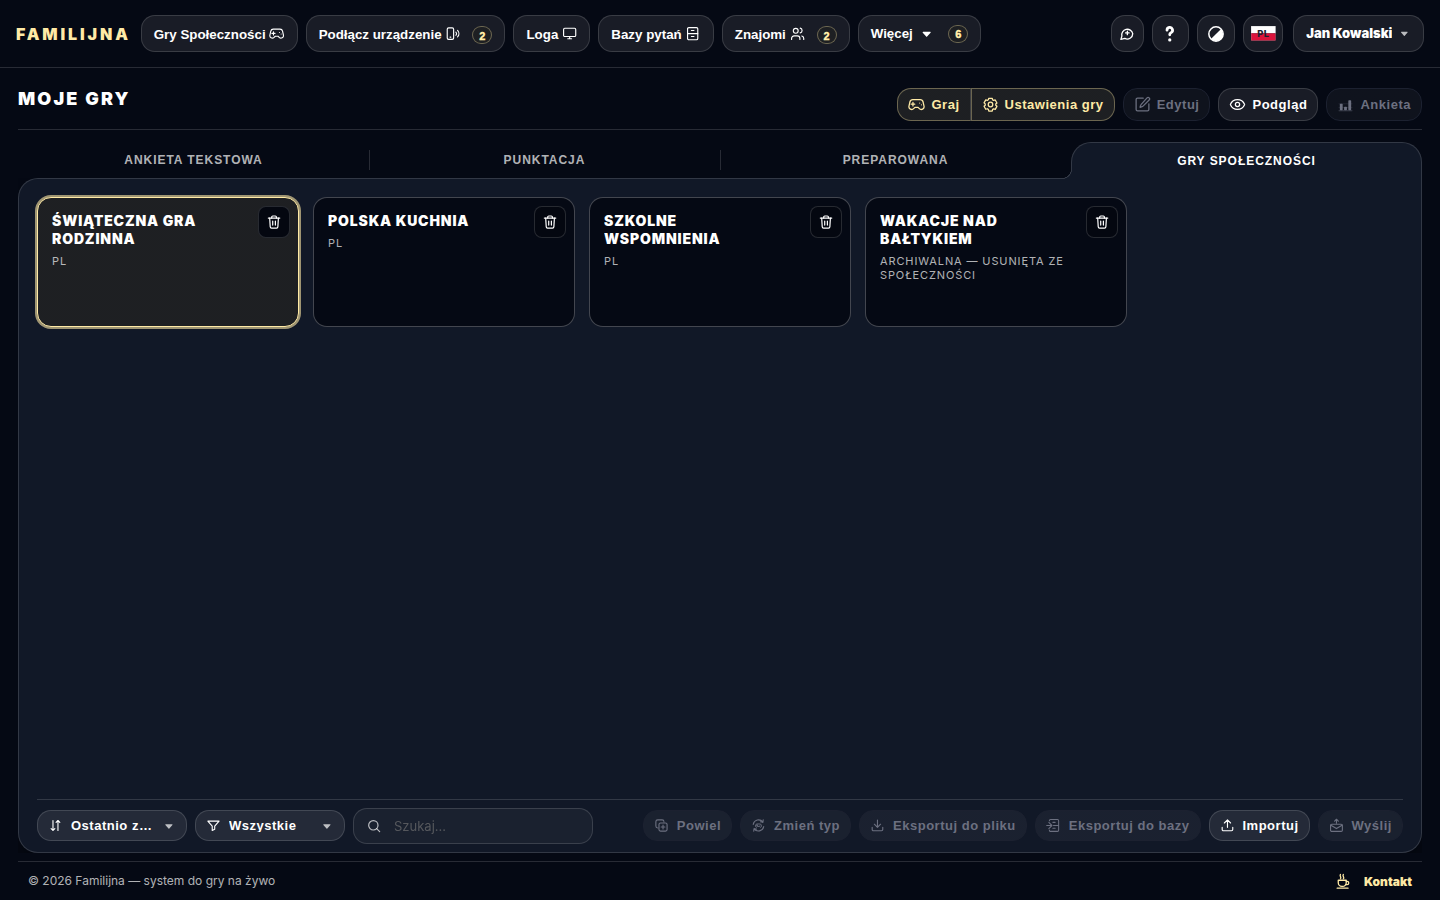 FAMILIJNA
Gry Społeczności
Podłącz urządzenie 2
Loga
Bazy pytań
Znajomi 2
Więcej 6
?
PL
Jan Kowalski
MOJE GRY
Graj
Ustawienia gry
Edytuj
Podgląd
Ankieta
ANKIETA TEKSTOWA
PUNKTACJA
PREPAROWANA
GRY SPOŁECZNOŚCI
ŚWIĄTECZNA GRA
RODZINNA
PL
POLSKA KUCHNIA
PL
SZKOLNE
WSPOMNIENIA
PL
WAKACJE NAD
BAŁTYKIEM
ARCHIWALNA — USUNIĘTA ZE
SPOŁECZNOŚCI
Ostatnio z...
Wszystkie
Szukaj...
Powiel
Zmień typ
Eksportuj do pliku
Eksportuj do bazy
Importuj
Wyślij
© 2026 Familijna — system do gry na żywo
Kontakt